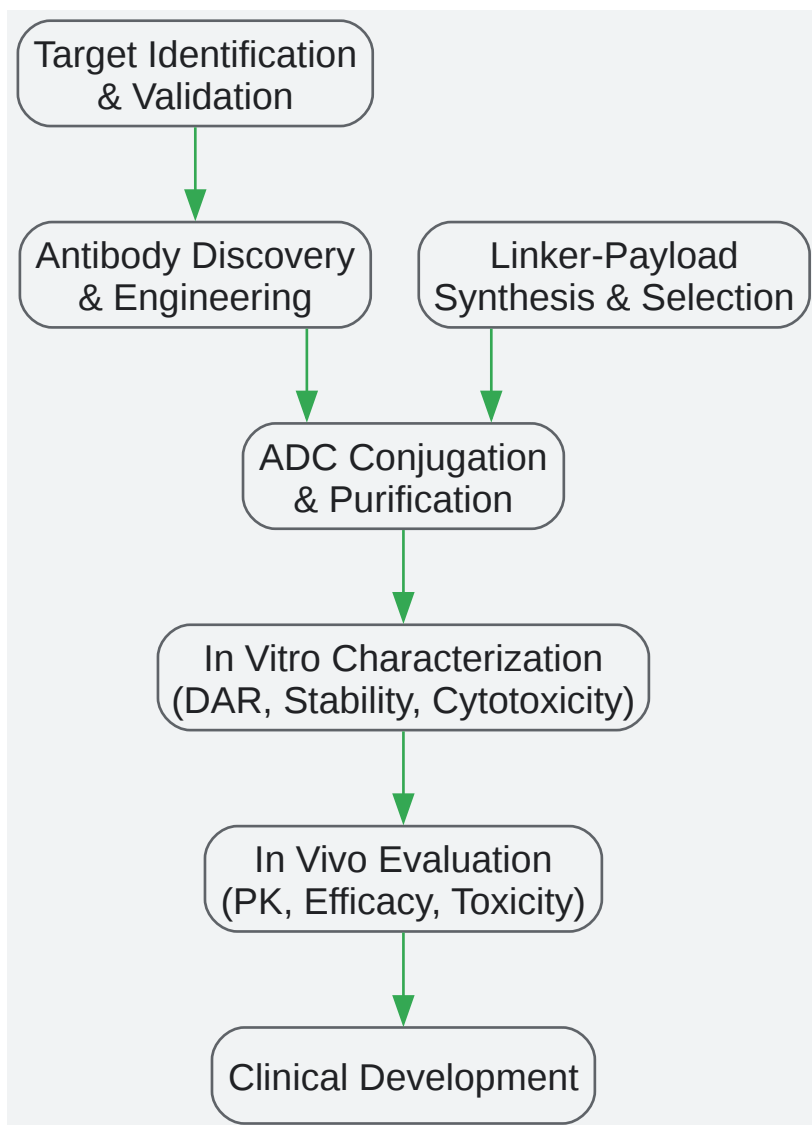 Target Identification
& Validation
Antibody Discovery
& Engineering
Linker-Payload
Synthesis & Selection
ADC Conjugation
& Purification
In Vitro Characterization
(DAR, Stability, Cytotoxicity)
In Vivo Evaluation
(PK, Efficacy, Toxicity)
Clinical Development